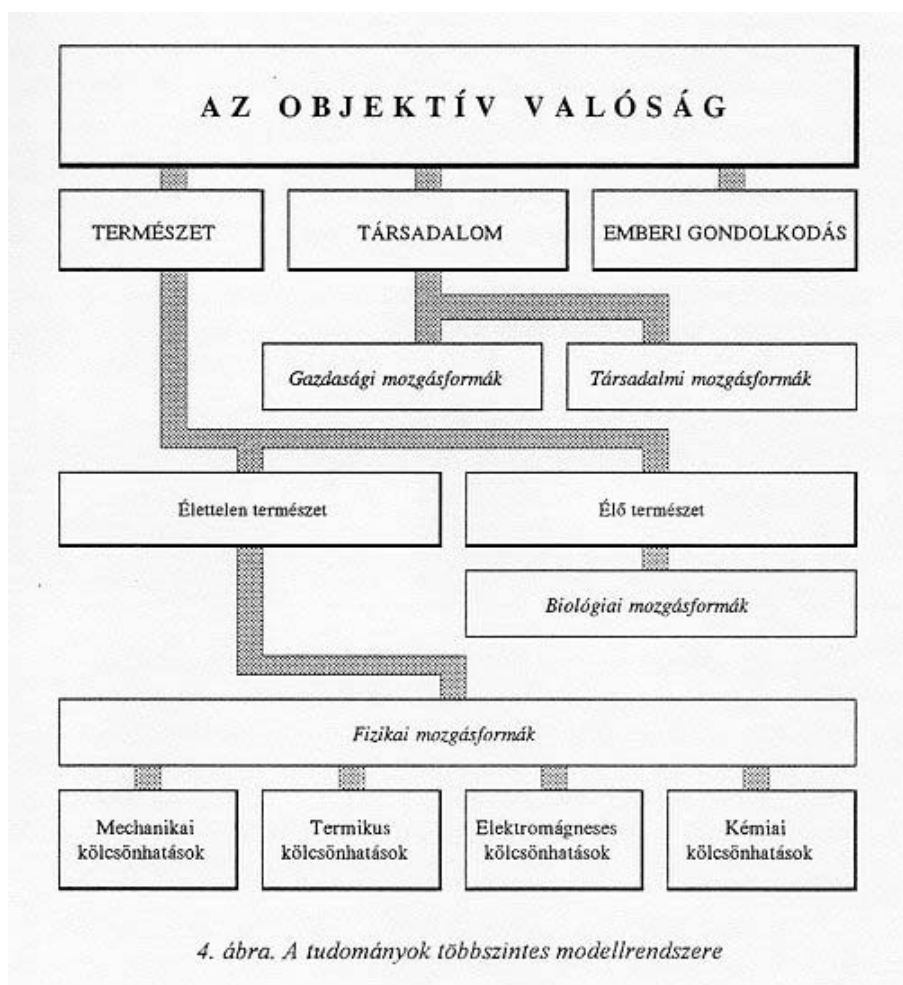 AZ OBJEKTÍV VALÓSÁG
TERMÉSZET
TÁRSADALOM
EMBERI GONDOLKODÁS
Gazdasági mozgásformák
Társadalmi mozgásformák
Élettelen természet
Élő természet
Biológiai mozgásformák
Fizikai mozgásformák
Mechanikai
kölcsönhatások
Termikus
kölcsönhatások
Elektromágneses
kölcsönhatások
Kémiai
kölcsönhatások
4. ábra. A tudományok többszintes modellrendszere